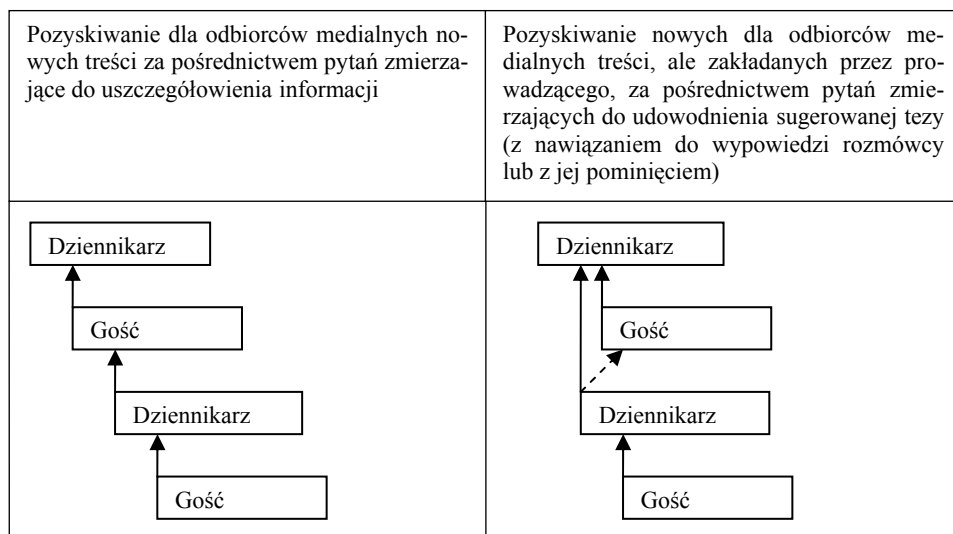 Pozyskiwanie dla odbiorców medialnych no-
wych treści za pośrednictwem pytań zmierza-
jące do uszczegółowienia informacji
Pozyskiwanie nowych dla odbiorców me-
dialnych treści, ale zakładanych przez pro-
wadzącego, za pośrednictwem pytań zmie-
rzających do udowodnienia sugerowanej tezy
(z nawiązaniem do wypowiedzi rozmówcy
lub z jej pominięciem)
Dziennikarz
Gość
Dziennikarz
Gość
Dziennikarz
Gość
Dziennikarz
Gość